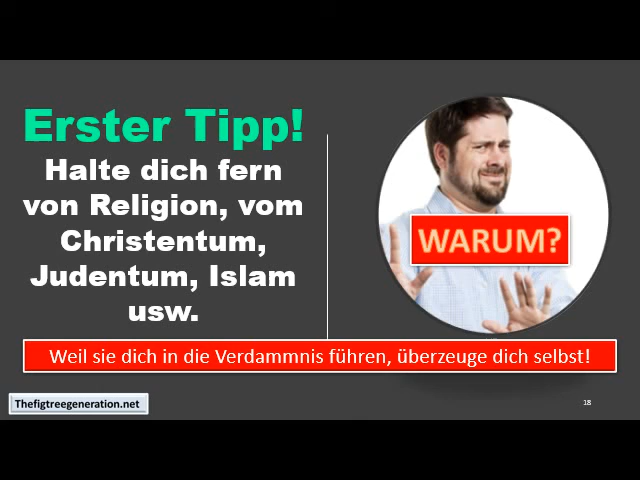 Erster Tipp!
Halte dich fern
von Religion, vom
Christentum,
Judentum, Islam
usw.
WARUM?
Weil sie dich in die Verdammnis führen, überzeuge dich selbst!
Thefigtreegeneration.net
18